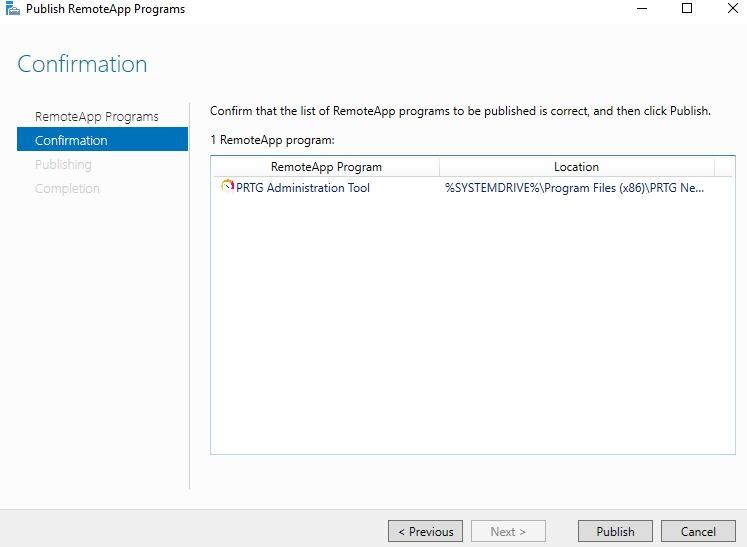 Publish RemoteApp Programs
Confirmation
RemoteApp Programs
Confirmation
Publishing
Completion
Confirm that the list of RemoteApp programs to be published is correct, and then click Publish.
1 RemoteApp program:
RemoteApp Program Location
PRTG Administration Tool %SYSTEMDRIVE%\Program Files (x86)\PRTG Ne...
< Previous Next > Publish Cancel